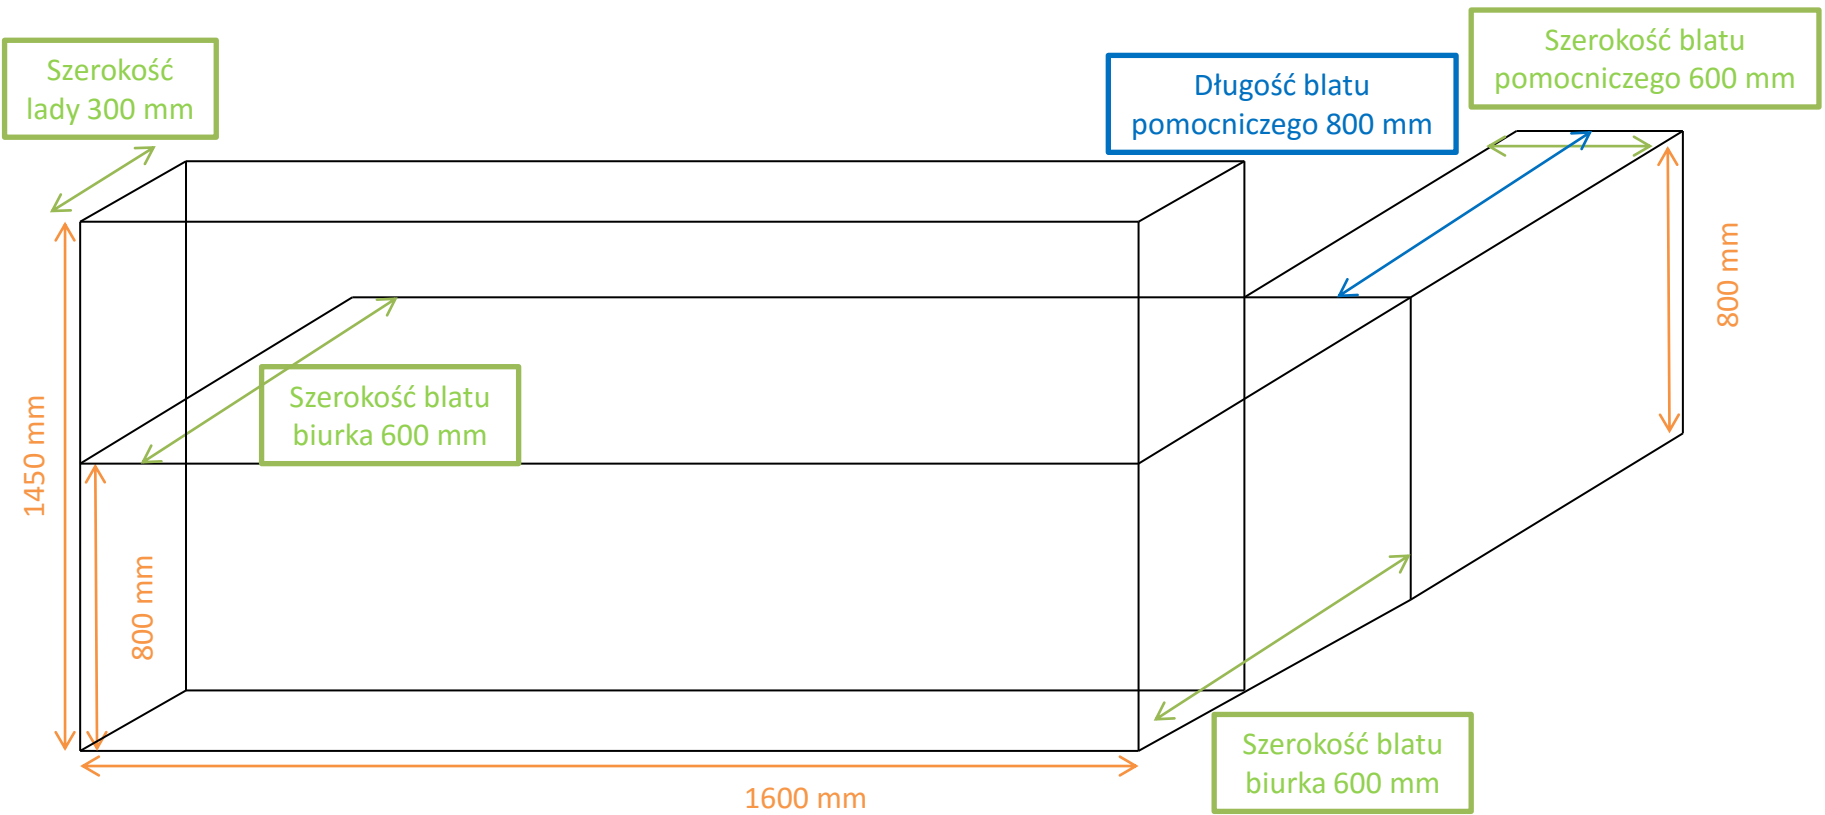 Szerokość
lady 300 mm
Długość blatu
pomocniczego 800 mm
Szerokość blatu
pomocniczego 600 mm
800 mm
Szerokość blatu
biurka 600 mm
1450 mm
800 mm
Szerokość blatu
biurka 600 mm
1600 mm